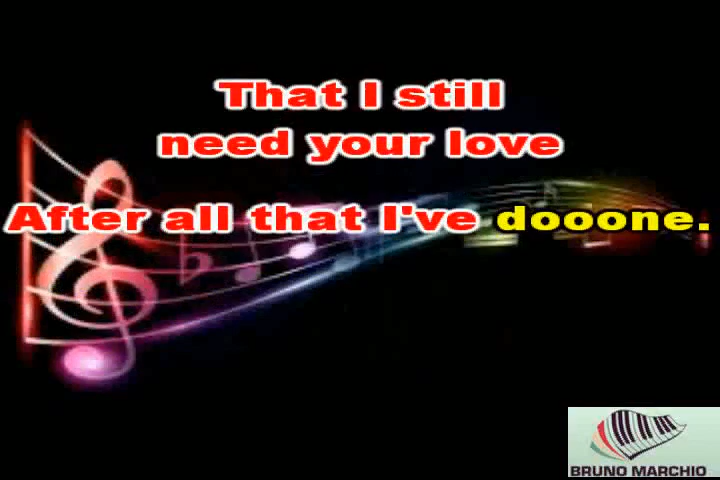 That I still
need your love
After all that I've dooone.
BRUNO MARCHIO